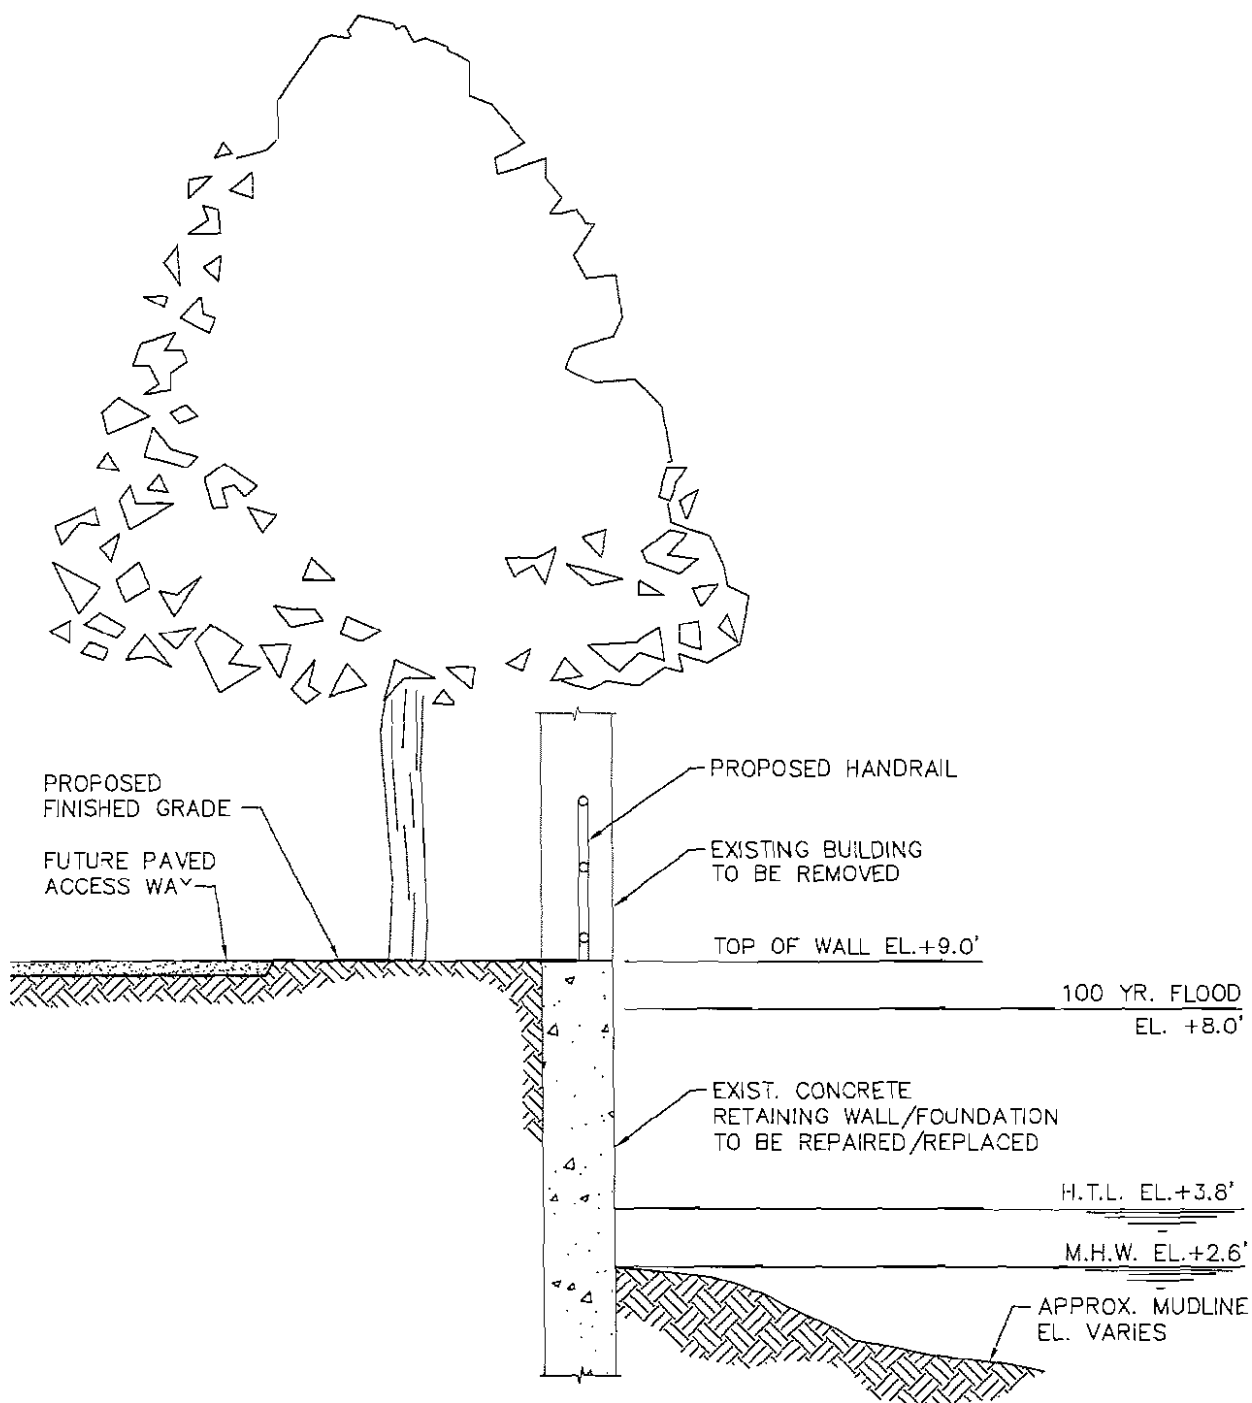 PROPOSED HANDRAIL
PROPOSED
FINISHED GRADE
EXISTING BUILDING
TO BE REMOVED
FUTURE PAVED
ACCESS WAY
TOP OF WALL EL.+9.0'
100 YR. FLOOD
EL. +8.0'
EXIST. CONCRETE
RETAINING WALL/FOUNDATION
TO BE REPAIRED/REPLACED
H.T.L. EL.+3.8'
M.H.W. EL.+2.6'
APPROX. MUDLINE
EL. VARIES